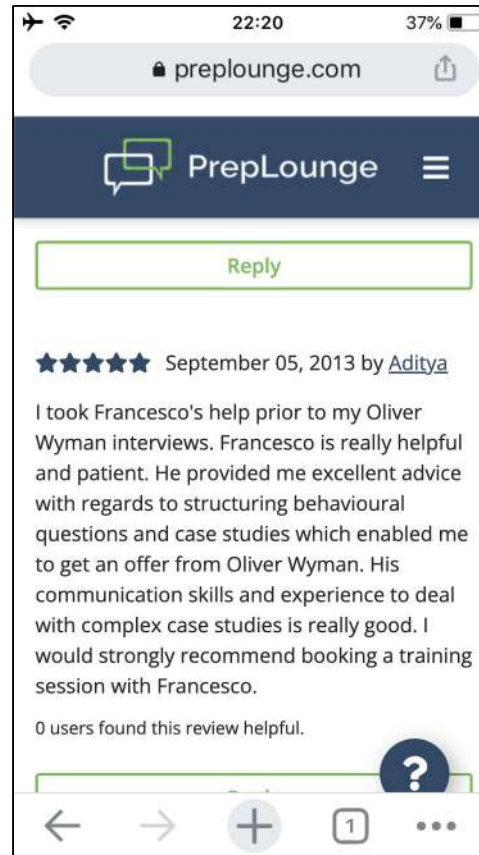 22:20
37%
preplounge.com
PrepLounge
Reply
September 05, 2013 by Aditya
I took Francesco's help prior to my Oliver
Wyman interviews. Francesco is really helpful
and patient. He provided me excellent advice
with regards to structuring behavioural
questions and case studies which enabled me
to get an offer from Oliver Wyman. His
communication skills and experience to deal
with complex case studies is really good. I
would strongly recommend booking a training
session with Francesco.
0 users found this review helpful.
?
1